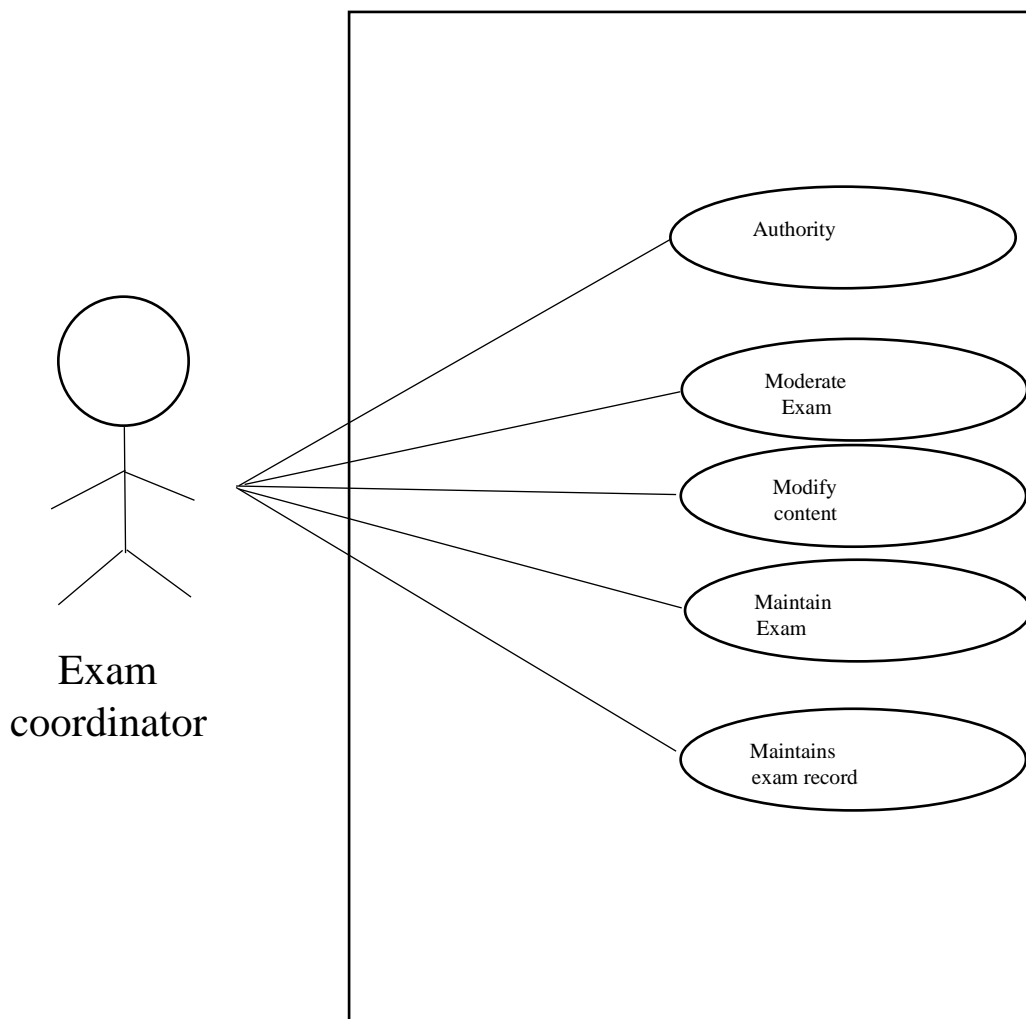 Authority
Moderate
Exam
Modify
content
Maintain
Exam
Exam
coordinator
Maintains
exam record